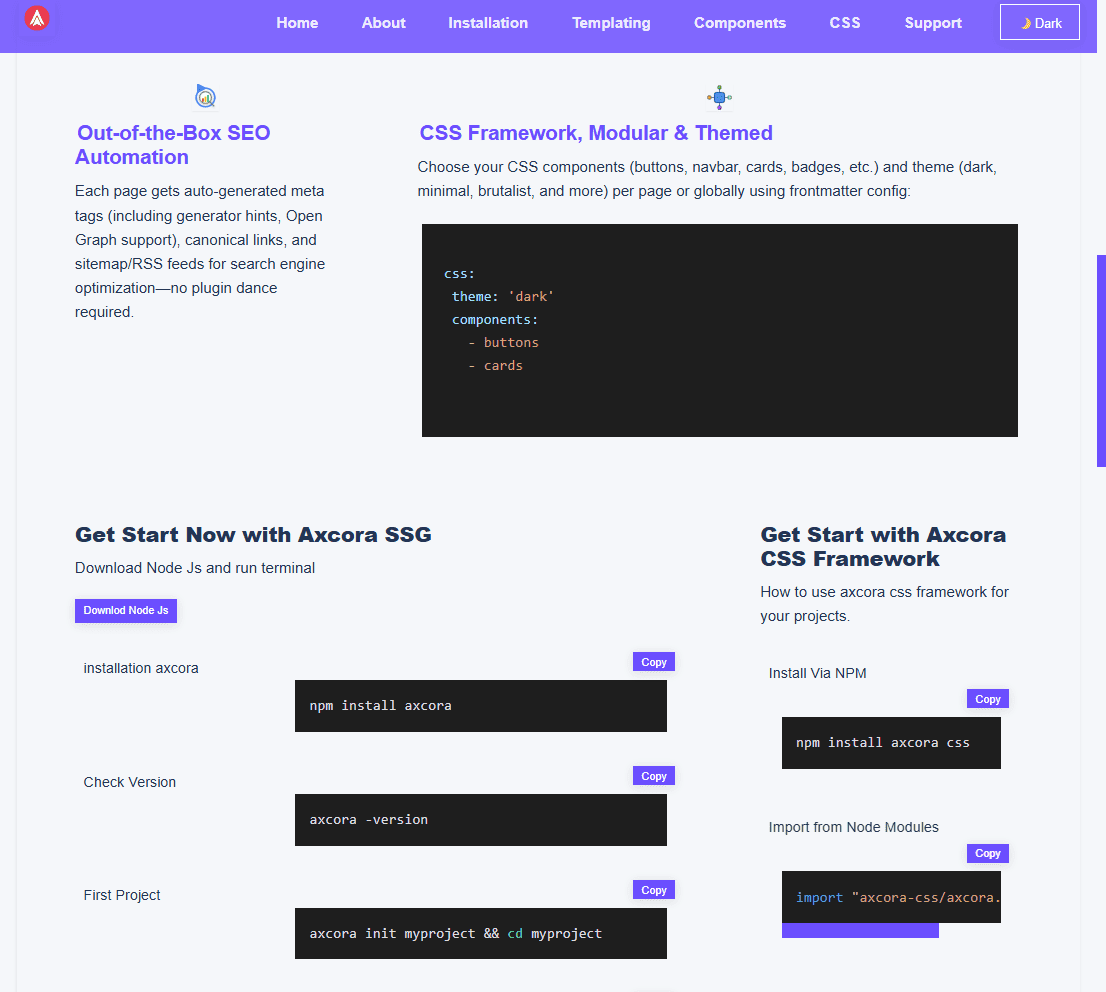 Home About Installation Templating Components CSS Support 🌙 Dark
Out-of-the-Box SEO
Automation
Each page gets auto-generated meta
tags (including generator hints, Open
Graph support), canonical links, and
sitemap/RSS feeds for search engine
optimization—no plugin dance
required.
CSS Framework, Modular & Themed
Choose your CSS components (buttons, navbar, cards, badges, etc.) and theme (dark,
minimal, brutalist, and more) per page or globally using frontmatter config:
css:
theme: 'dark'
components:
- buttons
- cards
Get Start Now with Axcora SSG
Download Node Js and run terminal
Downlod Node Js
installation axcora
Copy
npm install axcora
Check Version
Copy
axcora -version
First Project
Copy
axcora init myproject && cd myproject
Get Start with Axcora
CSS Framework
How to use axcora css framework for
your projects.
Install Via NPM
Copy
npm install axcora css
Import from Node Modules
Copy
import "axcora-css/axcora.